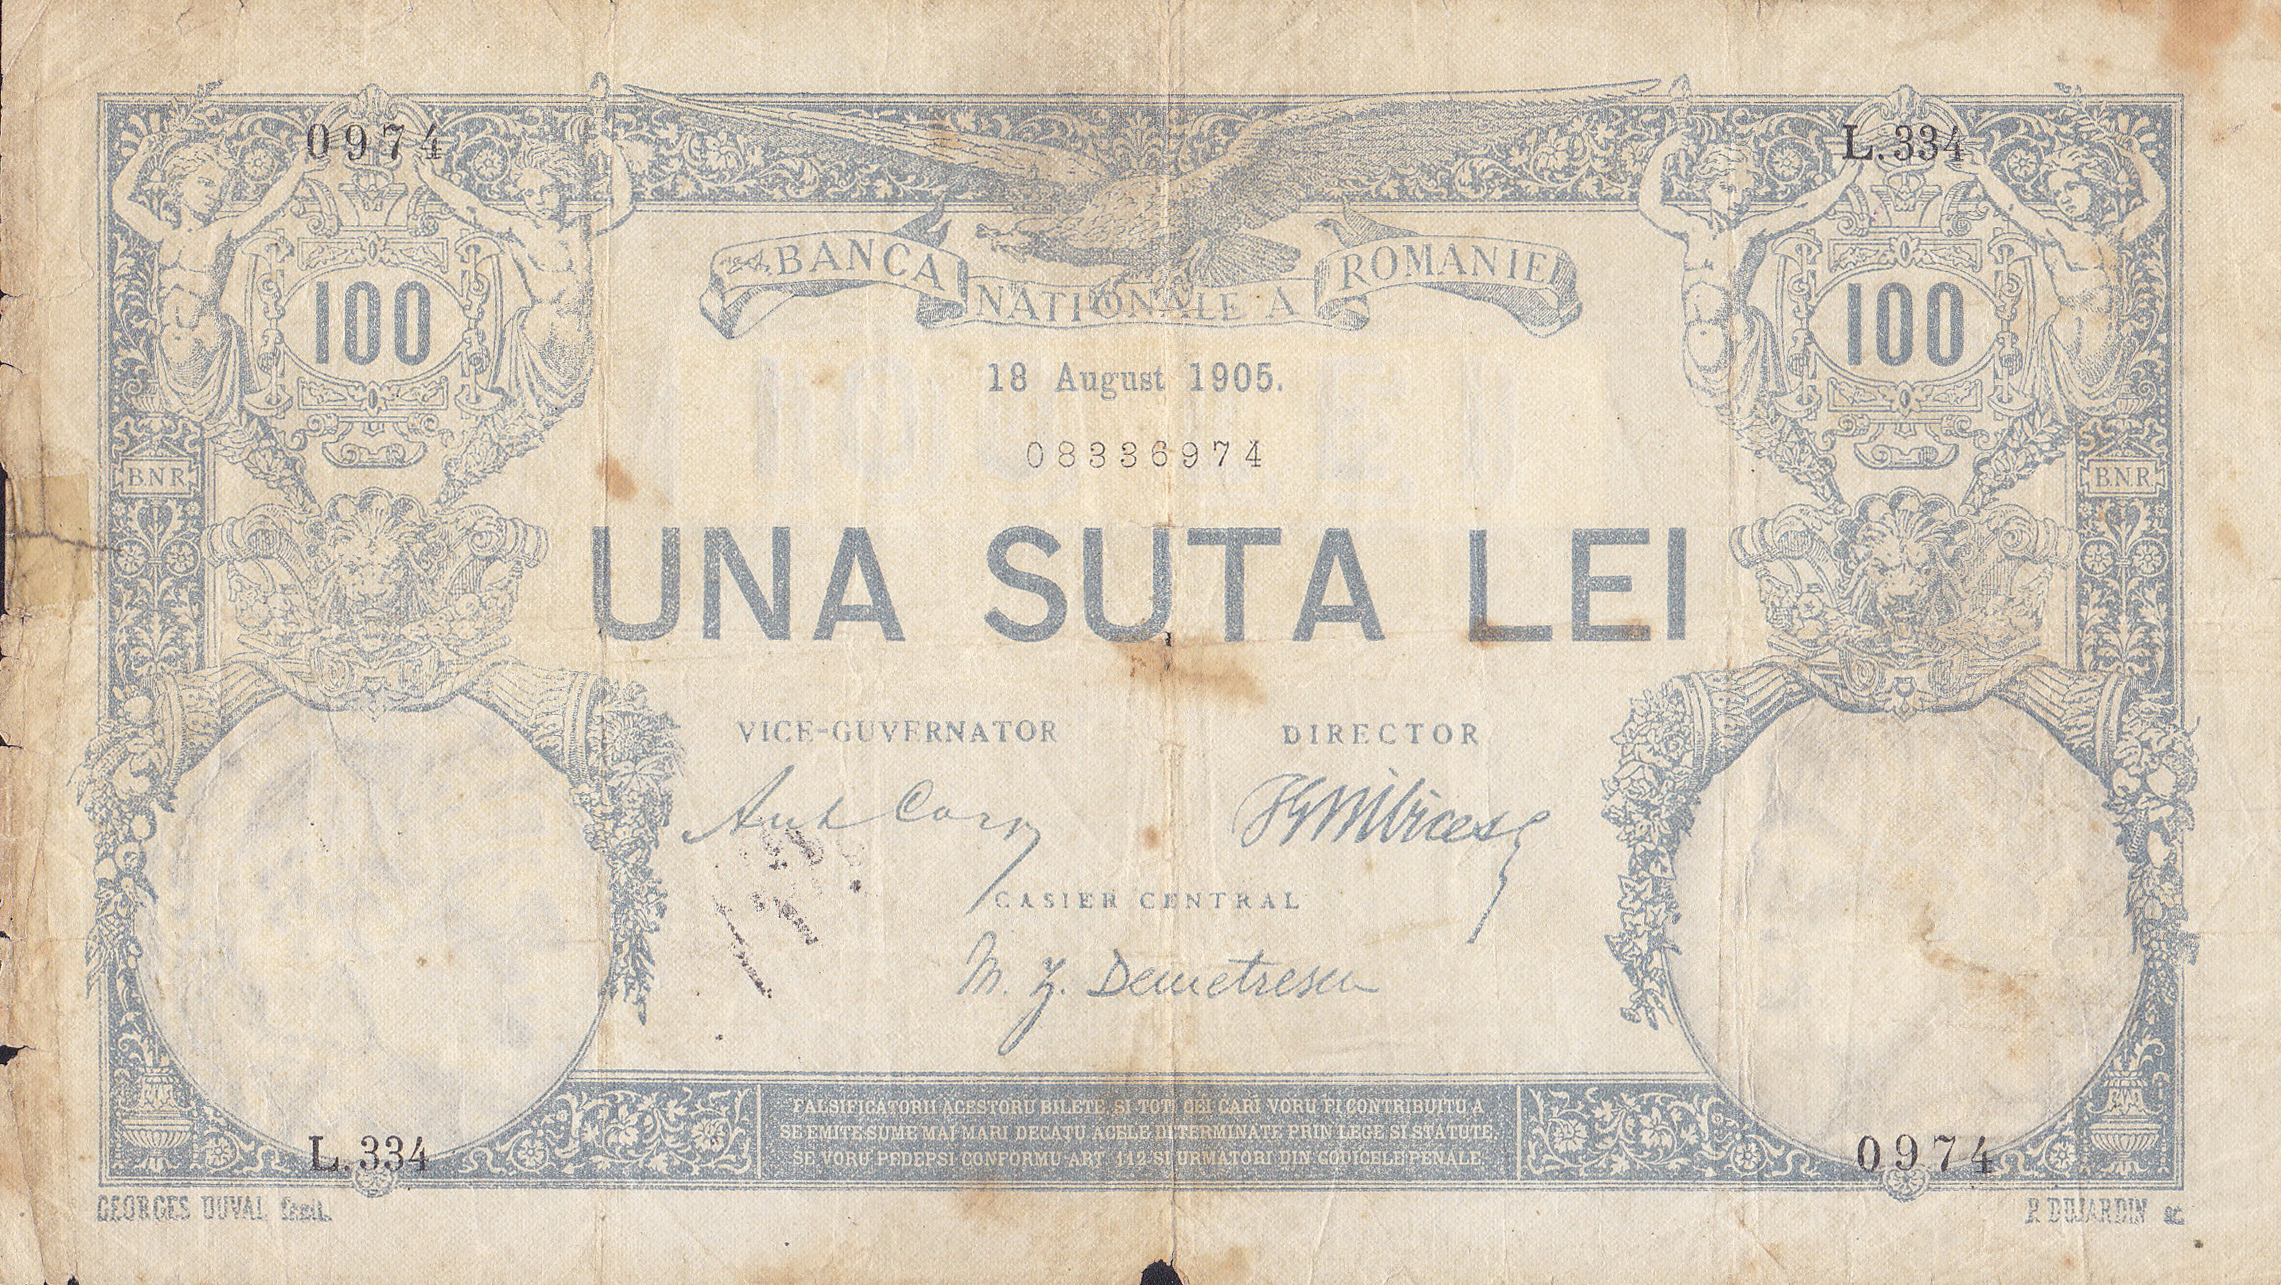 0974
L.334
BANCA NATIONALE A ROMANIEI
100
100
18 August 1905.
08336974
B.N.R.
B.N.R.
UNA SUTA LEI
VICE-GUVERNATOR
DIRECTOR
CASIER CENTRAL
M. Z. Demetrescu
FALSIFICATORII ACESTORU BILETE, SI TOTI CEI CARI VORU FI CONTRIBUITU A
SE EMITE SUME MAI MARI DECATU ACELE DETERMINATE PRIN LEGE SI STATUTE,
SE VORU PEDEPSI CONFORMU ART. 112 SI URMATORI DIN CODICELE PENALE.
L.334
0974
GEORGES DUVAL fecit.
P. DUJARDIN sc.